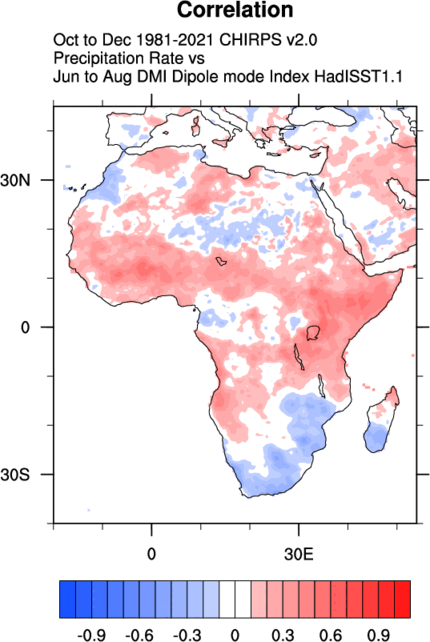 Correlation
Oct to Dec 1981-2021 CHIRPS v2.0
Precipitation Rate vs
Jun to Aug DMI Dipole mode Index HadISST1.1
30N
0
30S
0 30E
-0.9 -0.6 -0.3 0 0.3 0.6 0.9